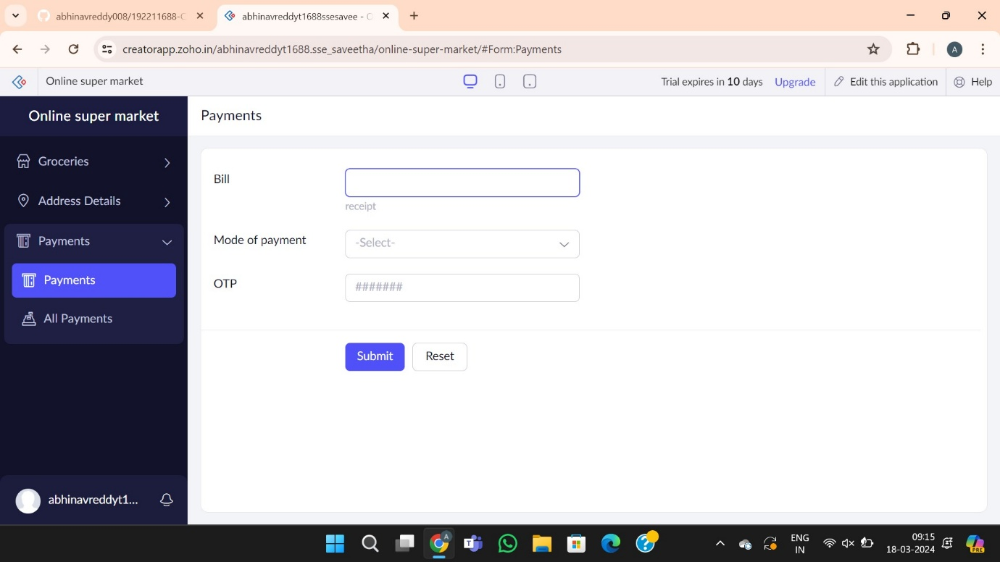 abhinavreddy008/192211688-C
abhinavreddyt1688ssesavee - C
creatorapp.zoho.in/abhinavreddyt1688.sse_saveetha/online-super-market/#Form:Payments
A
Online super market
Trial expires in 10 days
Upgrade
Edit this application
Help
Online super market
Groceries
Address Details
Payments
Payments
All Payments
abhinavreddyt1...
Payments
Bill
receipt
Mode of payment
-Select-
OTP
#######
Submit
Reset
A
T
?
ENG
IN
09:15
18-03-2024
PRE